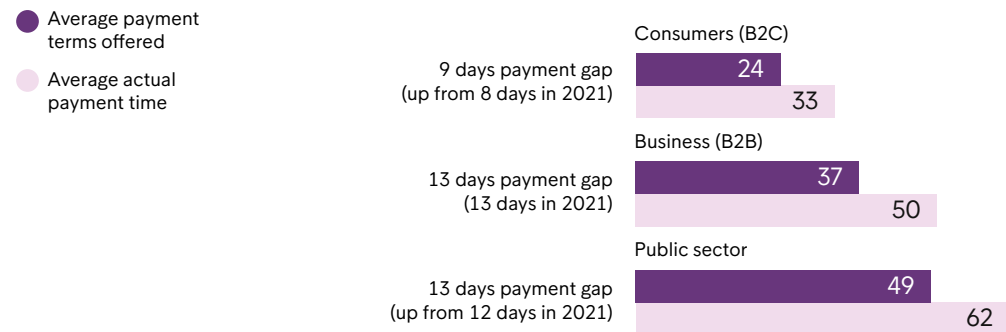 Average payment
terms offered
Average actual
payment time
Consumers (B2C)
9 days payment gap
(up from 8 days in 2021)
24
33
Business (B2B)
13 days payment gap
(13 days in 2021)
37
50
Public sector
13 days payment gap
(up from 12 days in 2021)
49
62